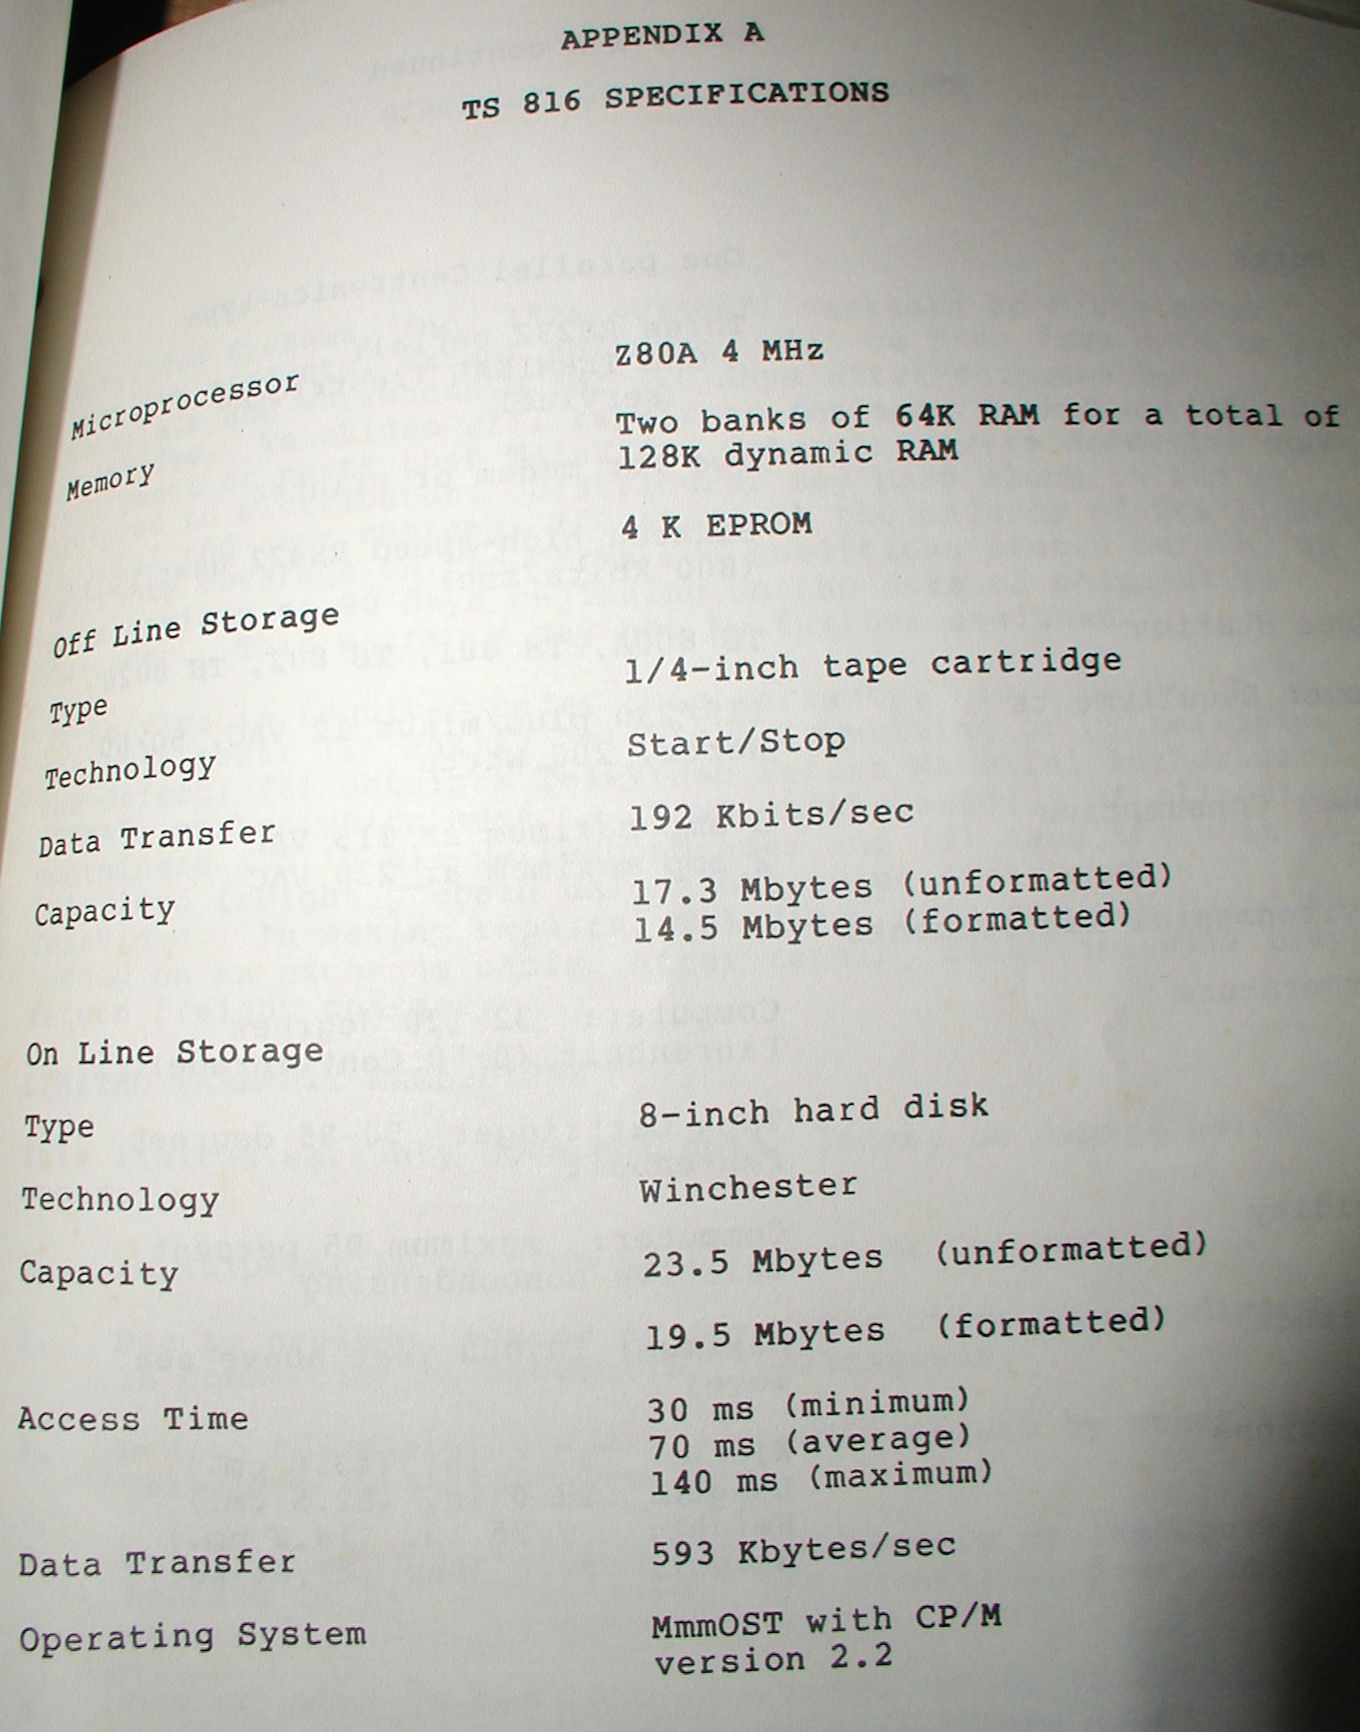 APPENDIX A
TS 816 SPECIFICATIONS
Microprocessor Z80A 4 MHz
Memory Two banks of 64K RAM for a total of
128K dynamic RAM
4 K EPROM
Off Line Storage
Type 1/4-inch tape cartridge
Technology Start/Stop
Data Transfer 192 Kbits/sec
Capacity 17.3 Mbytes (unformatted)
14.5 Mbytes (formatted)
On Line Storage
Type 8-inch hard disk
Technology Winchester
Capacity 23.5 Mbytes (unformatted)
19.5 Mbytes (formatted)
Access Time 30 ms (minimum)
70 ms (average)
140 ms (maximum)
Data Transfer 593 Kbytes/sec
Operating System MmmOST with CP/M
version 2.2